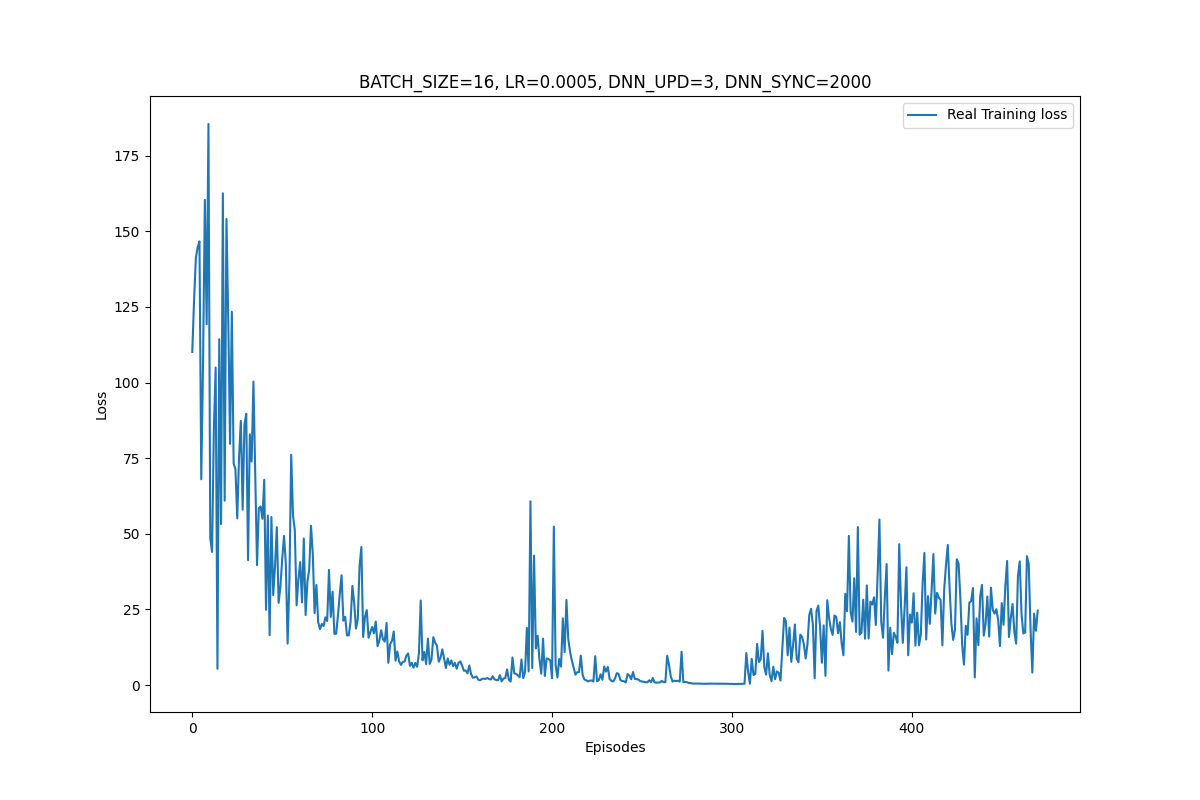 BATCH_SIZE=16, LR=0.0005, DNN_UPD=3, DNN_SYNC=2000
Real Training loss
175
150
125
100
75
50
25
0
Loss
0 100 200 300 400
Episodes